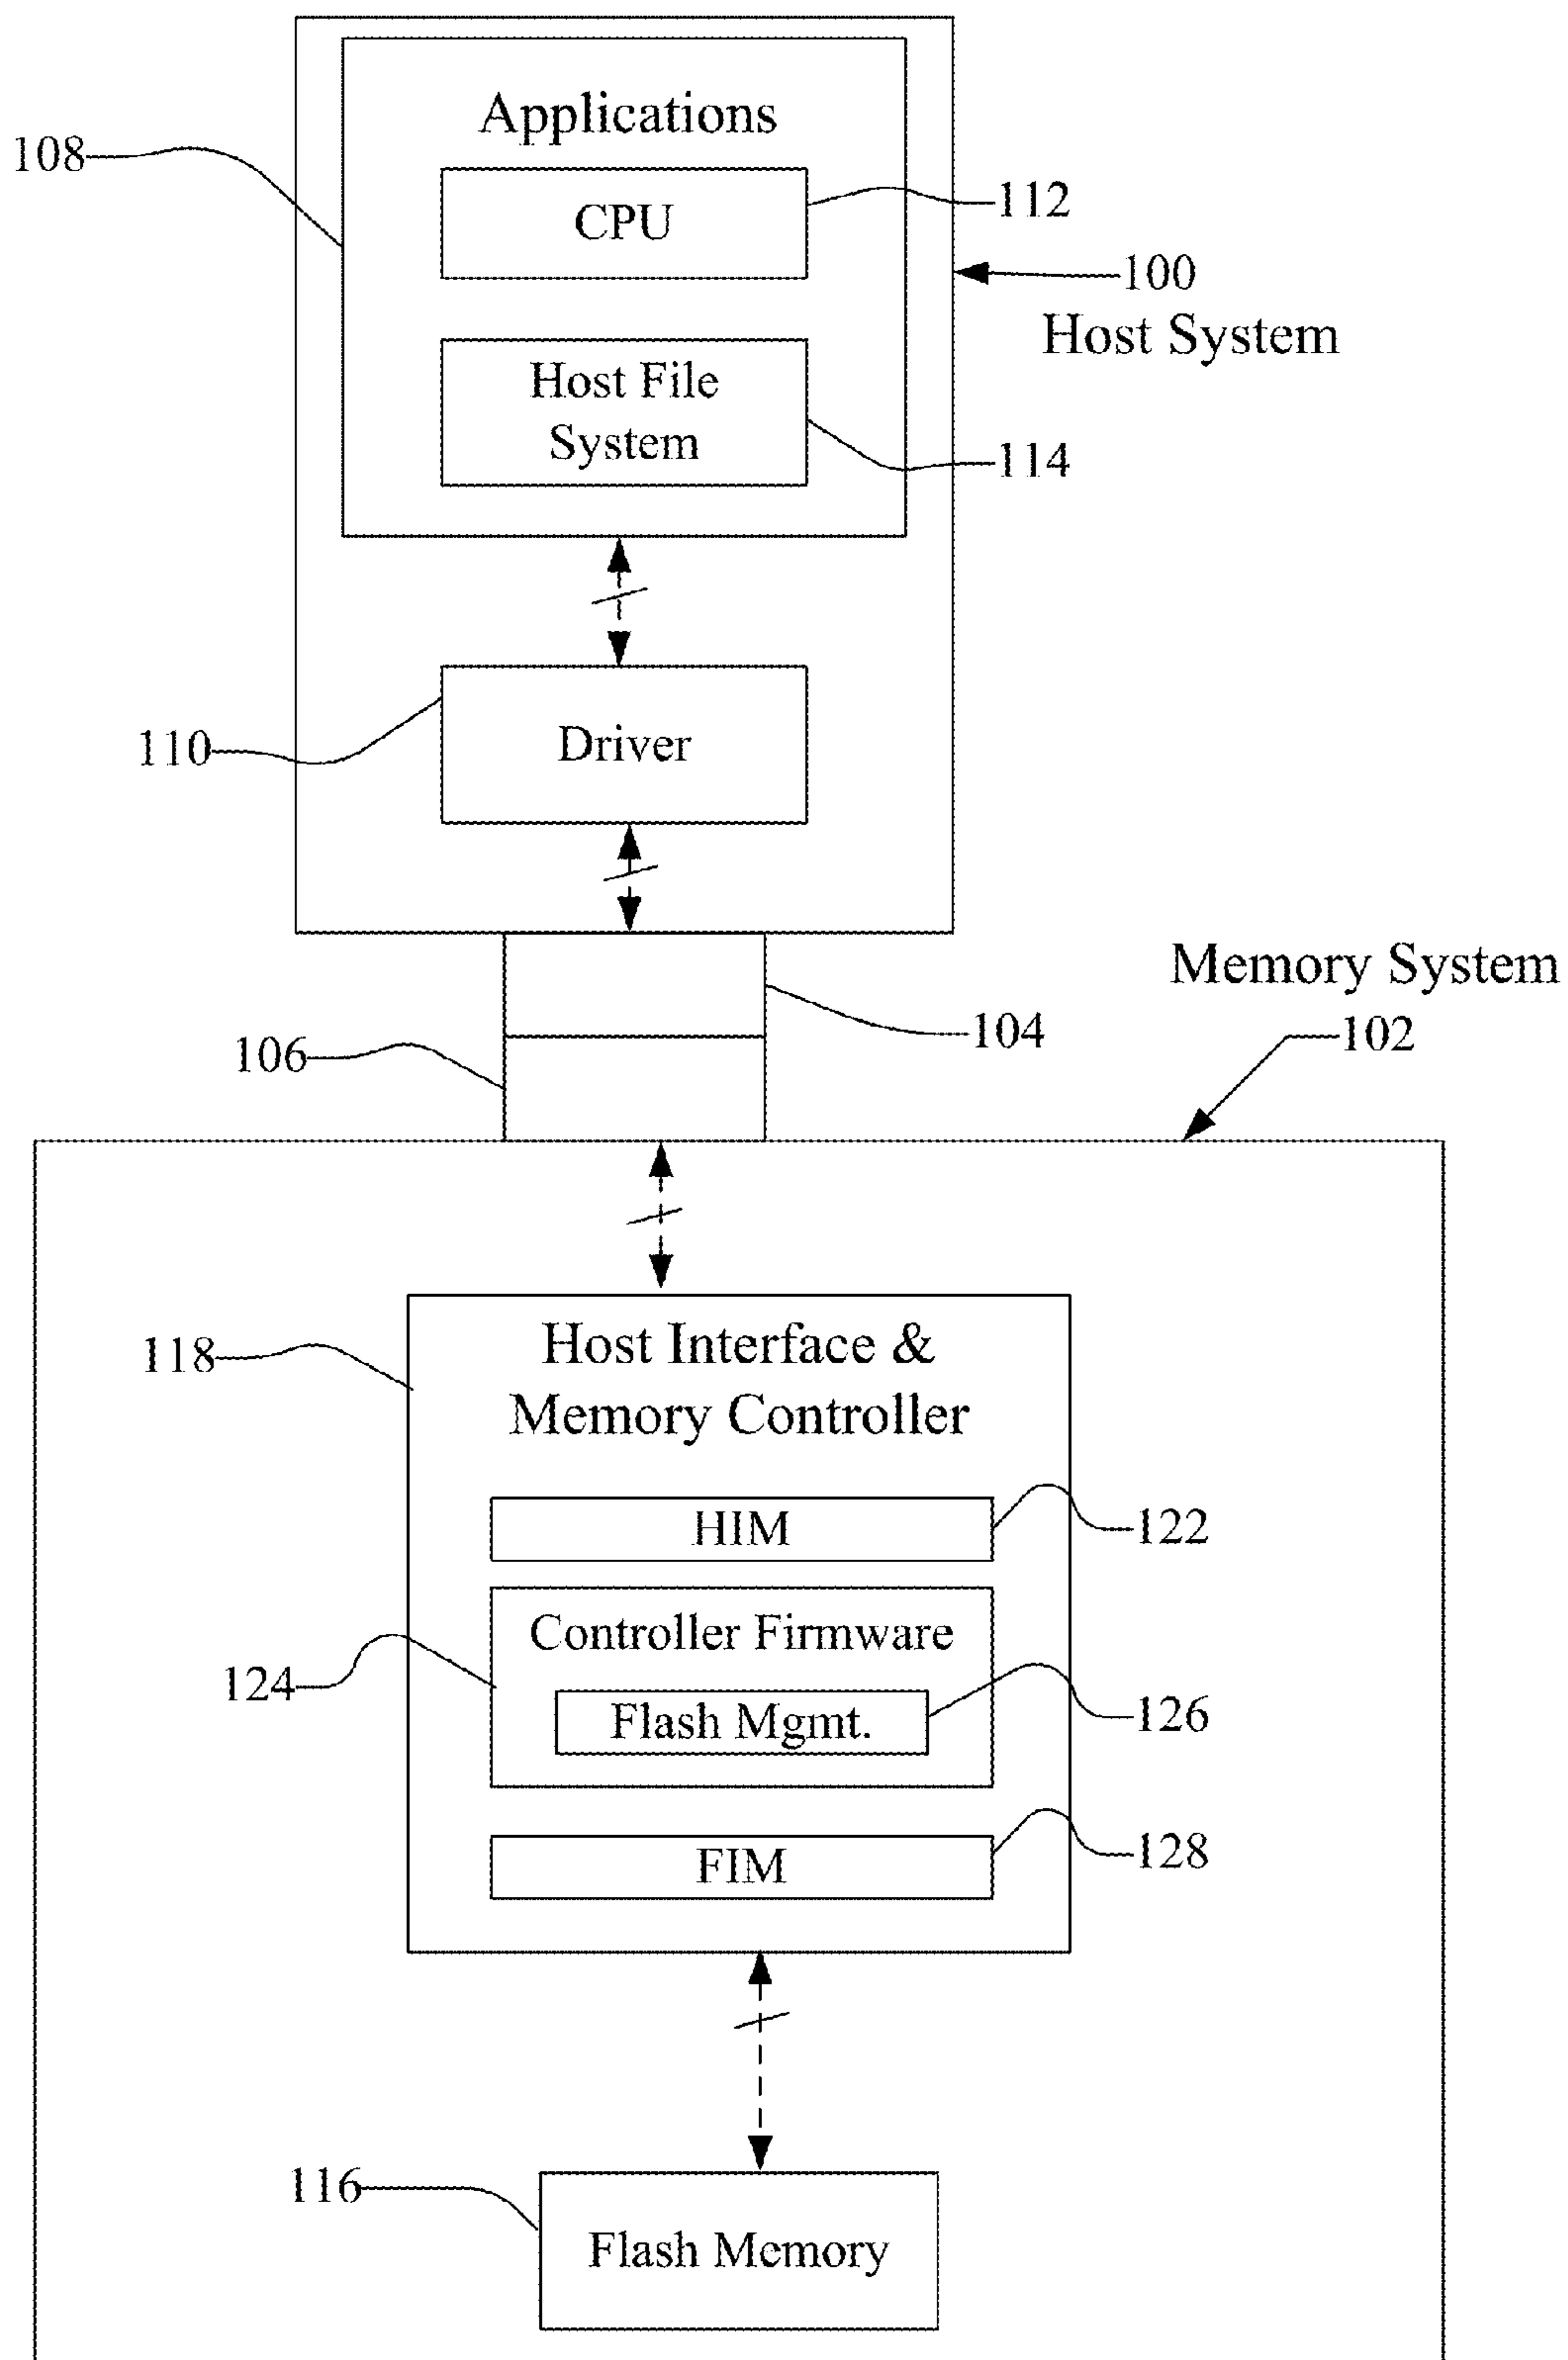 Applications
108
CPU
112
100
Host System
Host File
System
114
110
Driver
Memory System
104
102
106
118
Host Interface &
Memory Controller
HIM
122
Controller Firmware
124
Flash Mgmt.
126
FIM
128
116
Flash Memory